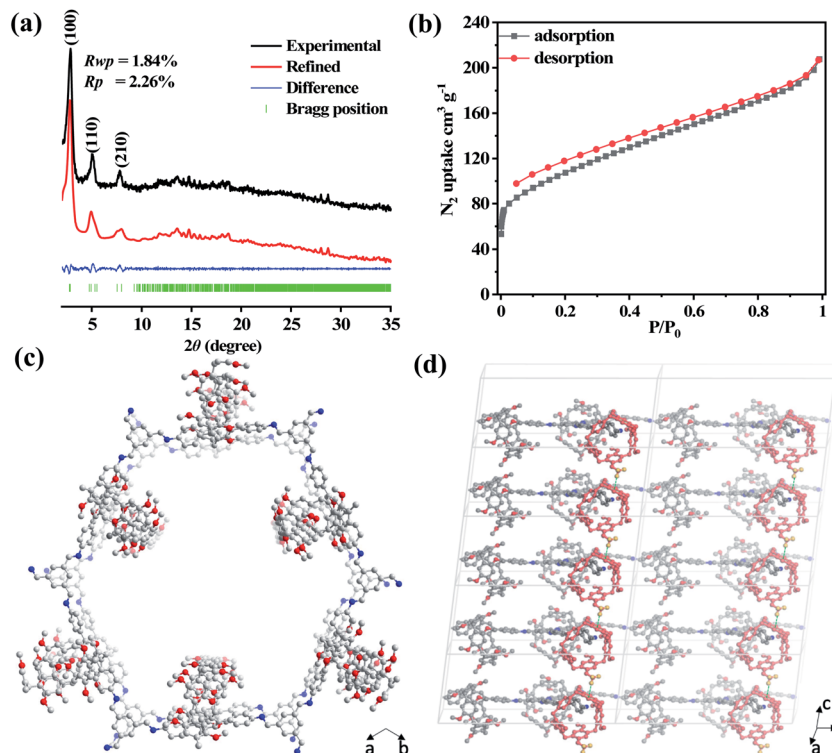 (a)
(100)
(110)
(210)
Rwp = 1.84%
Rp = 2.26%
Experimental
Refined
Difference
Bragg position
5 10 15 20 25 30 35
2θ (degree)
(b)
adsorption
desorption
240
200
160
120
80
40
0
N₂ uptake cm³ g⁻¹
0 0.2 0.4 0.6 0.8 1
P/P₀
(c)
a b
(d)
c
a